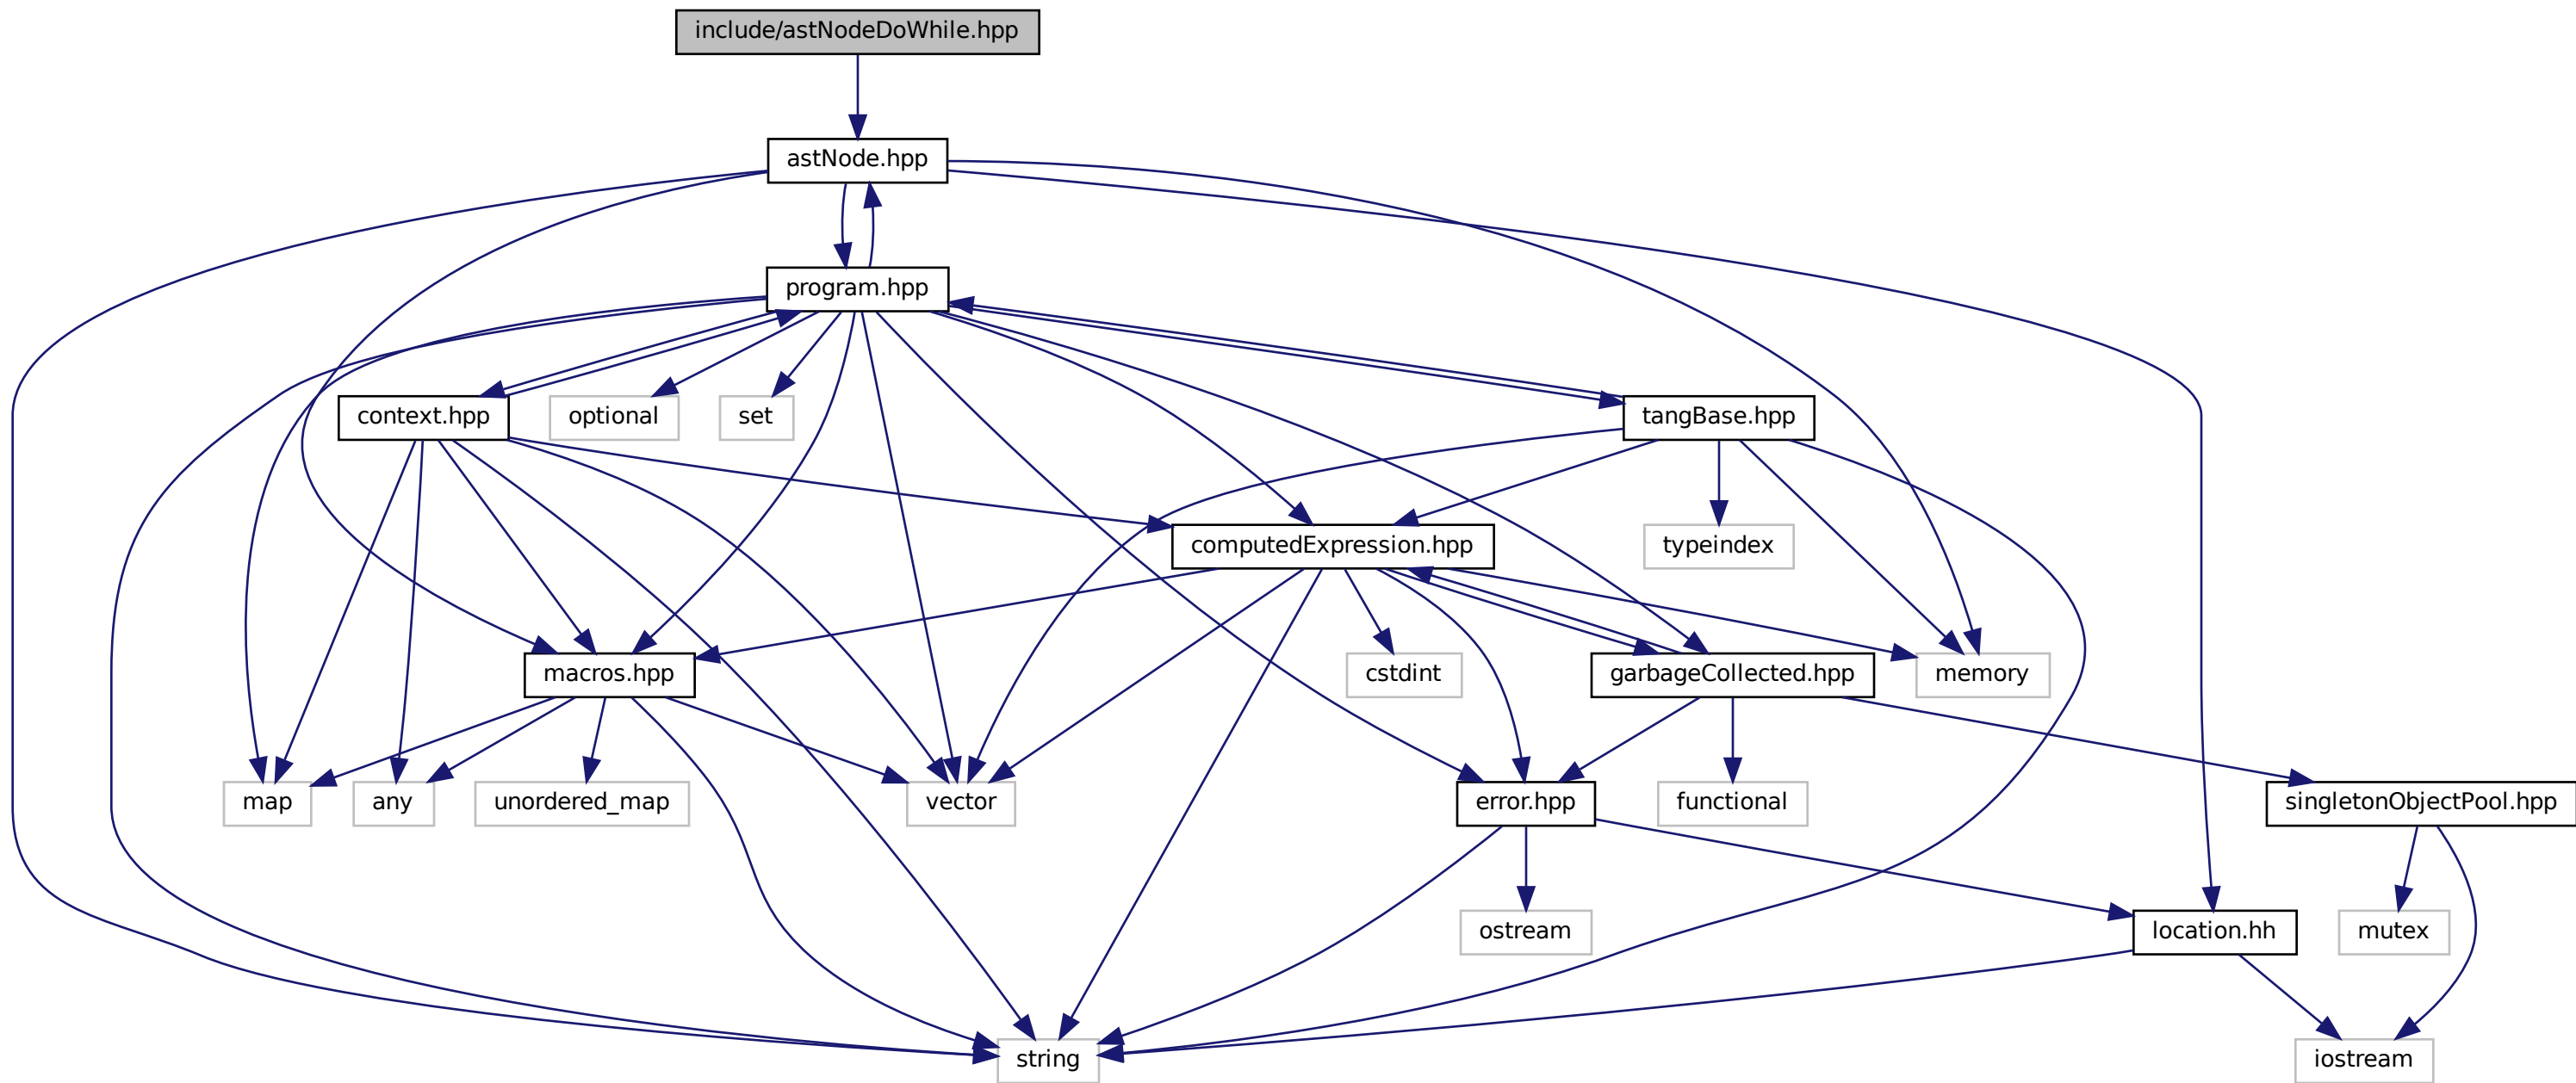 include/astNodeDoWhile.hpp
astNode.hpp
program.hpp
context.hpp
optional
set
tangBase.hpp
computedExpression.hpp
typeindex
macros.hpp
cstdint
garbageCollected.hpp
memory
map
any
unordered_map
vector
error.hpp
functional
singletonObjectPool.hpp
ostream
location.hh
mutex
string
iostream